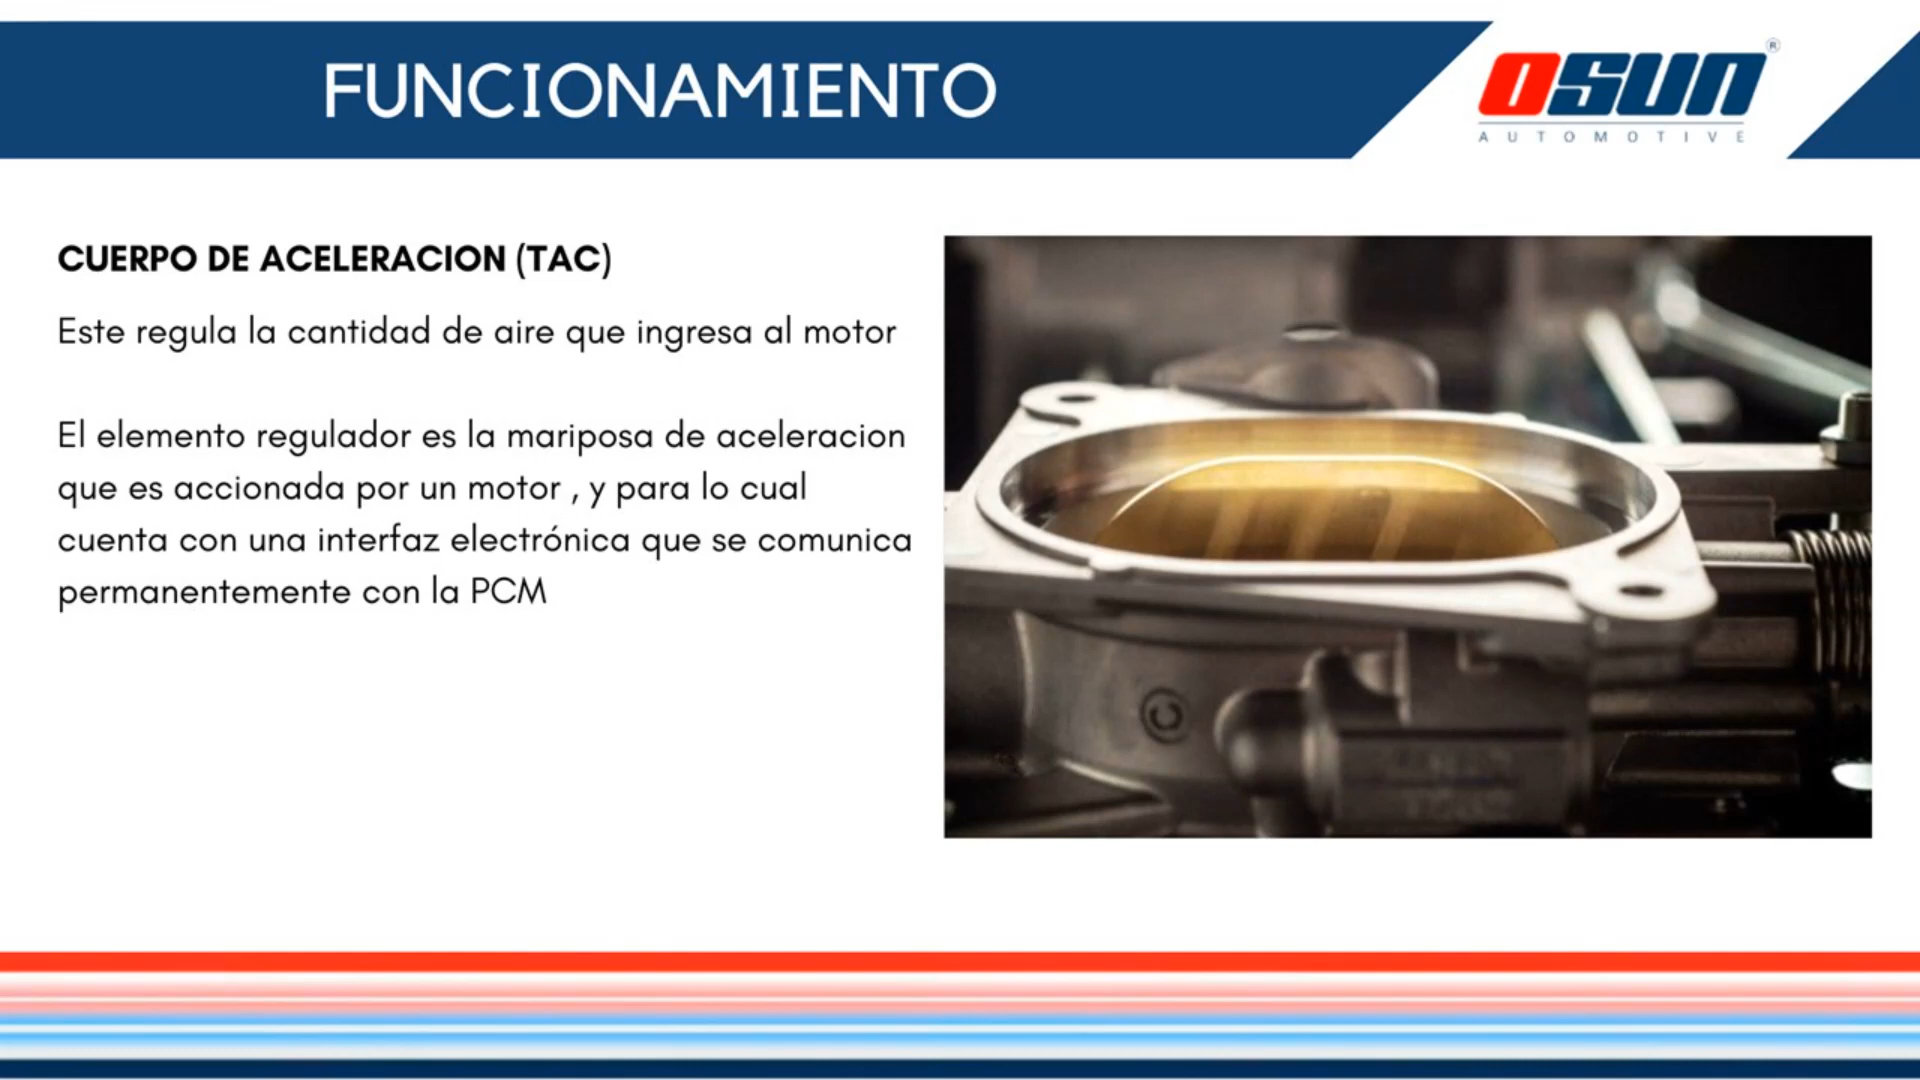 FUNCIONAMIENTO
OSUN®
AUTOMOTIVE
CUERPO DE ACELERACION (TAC)
Este regula la cantidad de aire que ingresa al motor
El elemento regulador es la mariposa de aceleracion
que es accionada por un motor , y para lo cual
cuenta con una interfaz electrónica que se comunica
permanentemente con la PCM